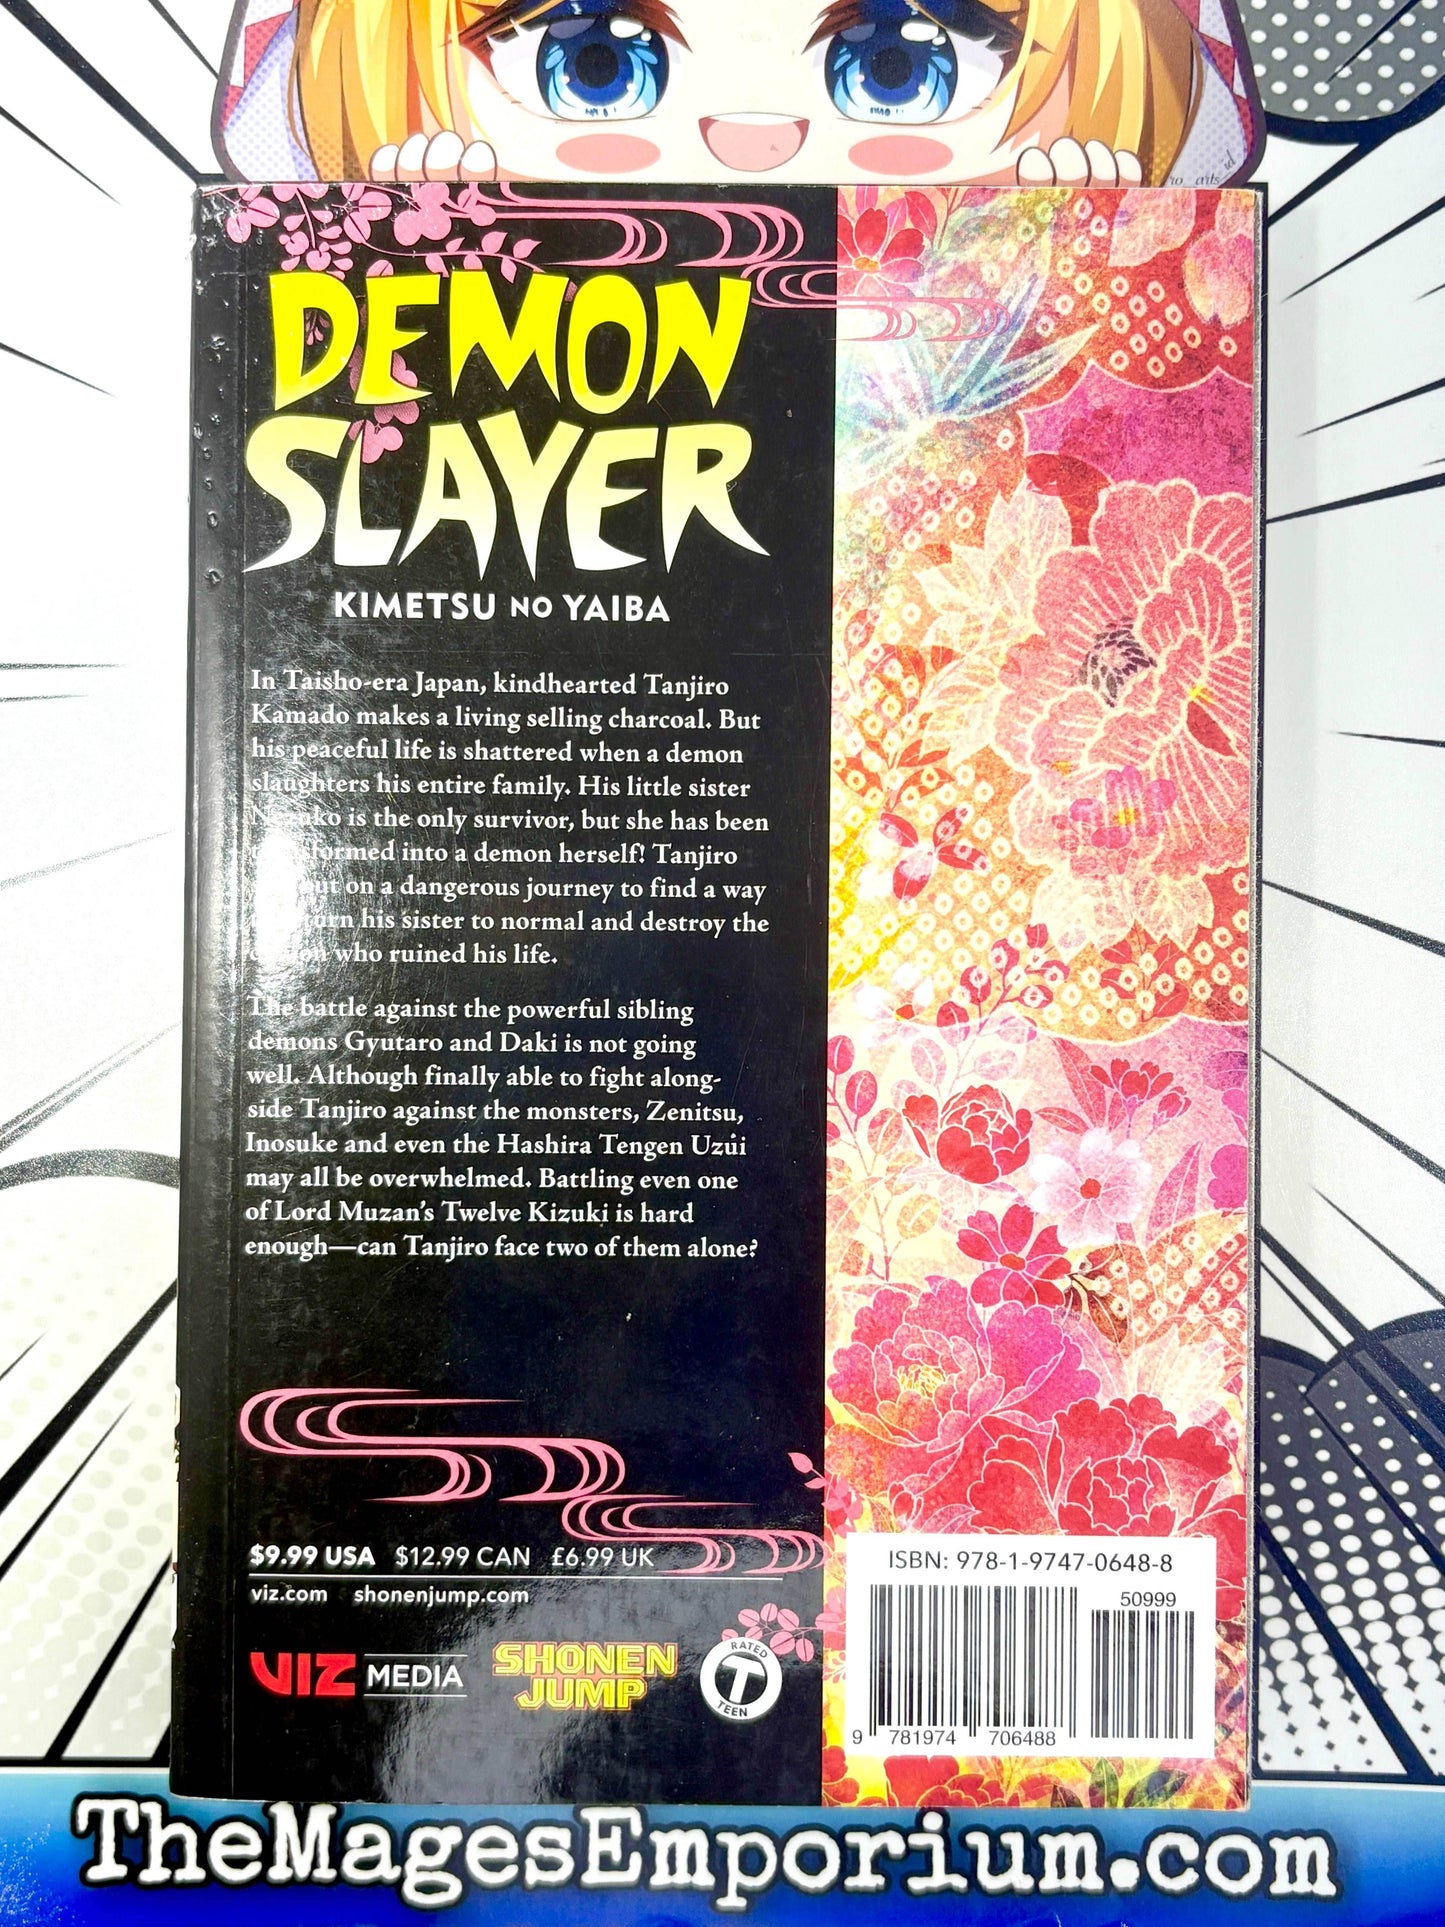 ro_arts_id
DEMON
SLAYER
KIMETSU NO YAIBA
In Taisho-era Japan, kindhearted Tanjiro
Kamado makes a living selling charcoal. But
his peaceful life is shattered when a demon
slaughters his entire family. His little sister
Nezuko is the only survivor, but she has been
transformed into a demon herself! Tanjiro
out on a dangerous journey to find a way
turn his sister to normal and destroy the
demon who ruined his life.
The battle against the powerful sibling
demons Gyutaro and Daki is not going
well. Although finally able to fight along-
side Tanjiro against the monsters, Zenitsu,
Inosuke and even the Hashira Tengen Uzui
may all be overwhelmed. Battling even one
of Lord Muzan's Twelve Kizuki is hard
enough—can Tanjiro face two of them alone?
$9.99 USA $12.99 CAN £6.99 UK
viz.com shonenjump.com
VIZ MEDIA
SHONEN
JUMP
RATED
T
TEEN
ISBN: 978-1-9747-0648-8
50999
9 781974 706488
TheMagesEmporium.com